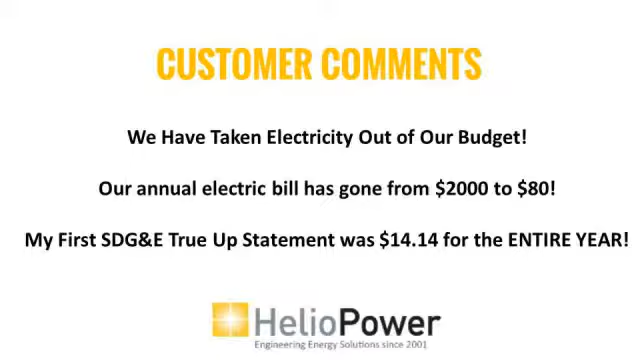 CUSTOMER COMMENTS
We Have Taken Electricity Out of Our Budget!
Our annual electric bill has gone from $2000 to $80!
My First SDG&E True Up Statement was $14.14 for the ENTIRE YEAR!
HelioPower
Engineering Energy Solutions since 2001